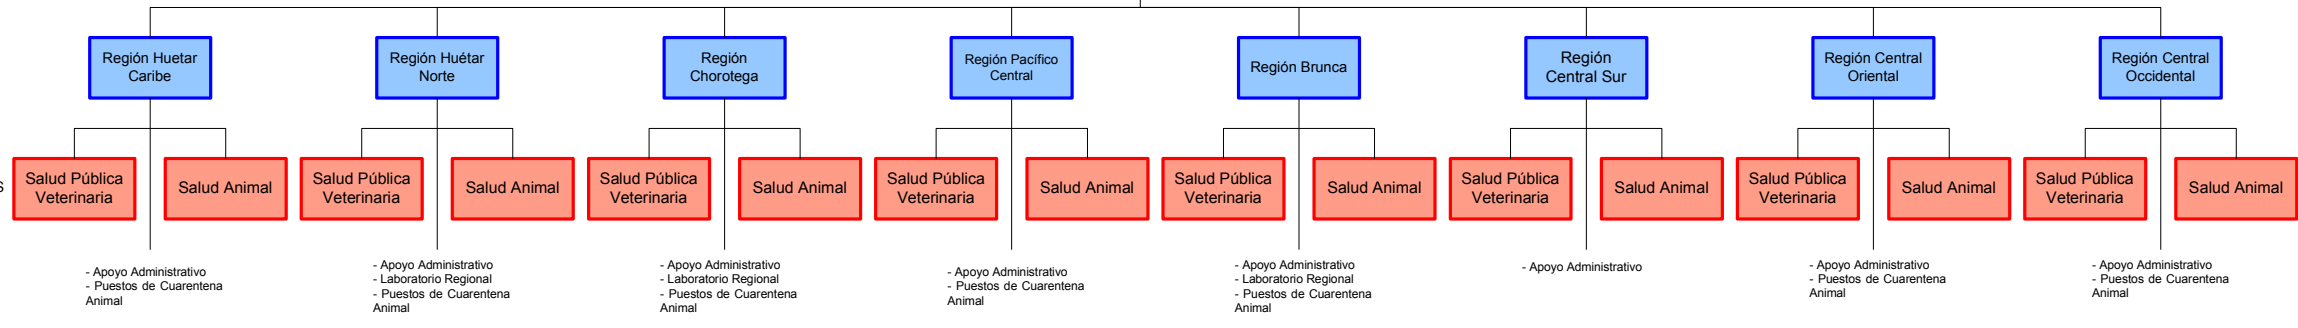 Región Huetar
Caribe
Región Huétar
Norte
Región
Chorotega
Región Pacífico
Central
Región Brunca
Región
Central Sur
Región Central
Oriental
Región Central
Occidental
s
Salud Pública
Veterinaria
Salud Animal
Salud Pública
Veterinaria
Salud Animal
Salud Pública
Veterinaria
Salud Animal
Salud Pública
Veterinaria
Salud Animal
Salud Pública
Veterinaria
Salud Animal
Salud Pública
Veterinaria
Salud Animal
Salud Pública
Veterinaria
Salud Animal
Salud Pública
Veterinaria
Salud Animal
- Apoyo Administrativo
- Puestos de Cuarentena
Animal
- Apoyo Administrativo
- Laboratorio Regional
- Puestos de Cuarentena
Animal
- Apoyo Administrativo
- Laboratorio Regional
- Puestos de Cuarentena
Animal
- Apoyo Administrativo
- Puestos de Cuarentena
Animal
- Apoyo Administrativo
- Laboratorio Regional
- Puestos de Cuarentena
Animal
- Apoyo Administrativo
- Apoyo Administrativo
- Puestos de Cuarentena
Animal
- Apoyo Administrativo
- Puestos de Cuarentena
Animal